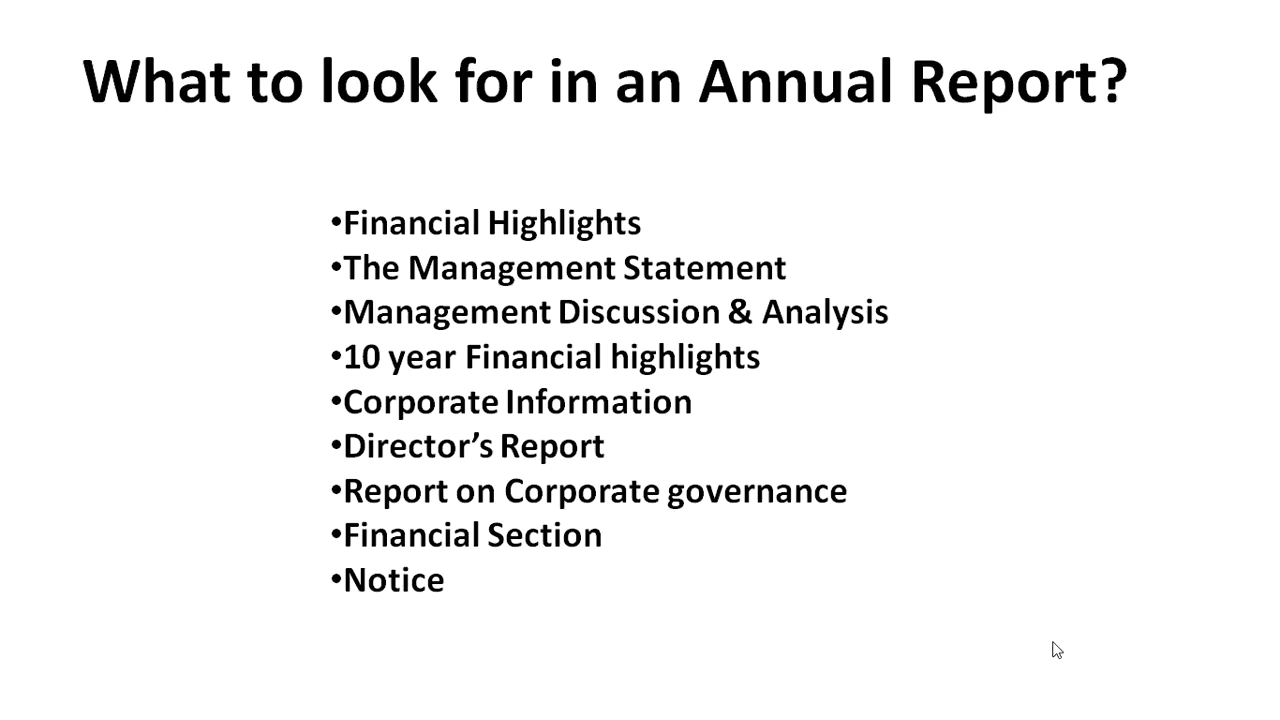 What to look for in an Annual Report?
•Financial Highlights
•The Management Statement
•Management Discussion & Analysis
•10 year Financial highlights
•Corporate Information
•Director’s Report
•Report on Corporate governance
•Financial Section
•Notice